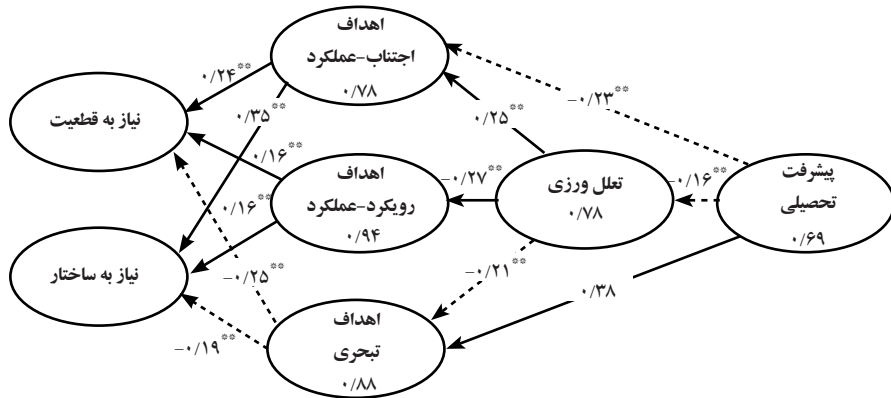 اهداف
اجتناب-عملکرد
۰/۷۸
نیاز به قطعیت
نیاز به ساختار
اهداف
رویکرد-عملکرد
۰/۹۴
اهداف
تبحری
۰/۸۸
تعلل ورزی
۰/۷۸
پیشرفت
تحصیلی
۰/۶۹
۰/۲۴**
۰/۳۵**
۰/۱۶**
۰/۱۶**
-۰/۲۵**
-۰/۱۹**
۰/۲۵**
-۰/۲۷**
-۰/۲۱**
-۰/۲۳**
-۰/۱۶**
۰/۳۸